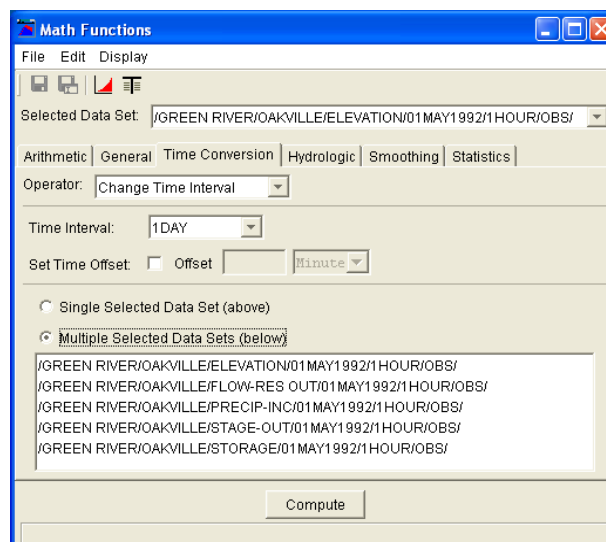 Math Functions
File Edit Display
Selected Data Set: /GREEN RIVER/OAKVILLE/ELEVATION/01MAY1992/1HOUR/OBS/
Arithmetic General Time Conversion Hydrologic Smoothing Statistics
Operator: Change Time Interval
Time Interval: 1DAY
Set Time Offset: Offset Minute
Single Selected Data Set (above)
Multiple Selected Data Sets (below)
/GREEN RIVER/OAKVILLE/ELEVATION/01MAY1992/1HOUR/OBS/
/GREEN RIVER/OAKVILLE/FLOW-RES OUT/01MAY1992/1HOUR/OBS/
/GREEN RIVER/OAKVILLE/PRECIP-INC/01MAY1992/1HOUR/OBS/
/GREEN RIVER/OAKVILLE/STAGE-OUT/01MAY1992/1HOUR/OBS/
/GREEN RIVER/OAKVILLE/STORAGE/01MAY1992/1HOUR/OBS/
Compute